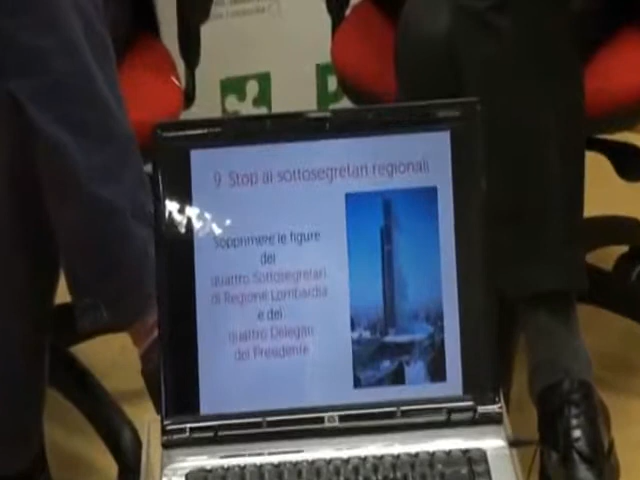 9 Stop ai sottosegretari regionali
Sopprimere le figure
dei
quattro Sottosegretari
di Regione Lombardia
e dei
quattro Delegati
del Presidente